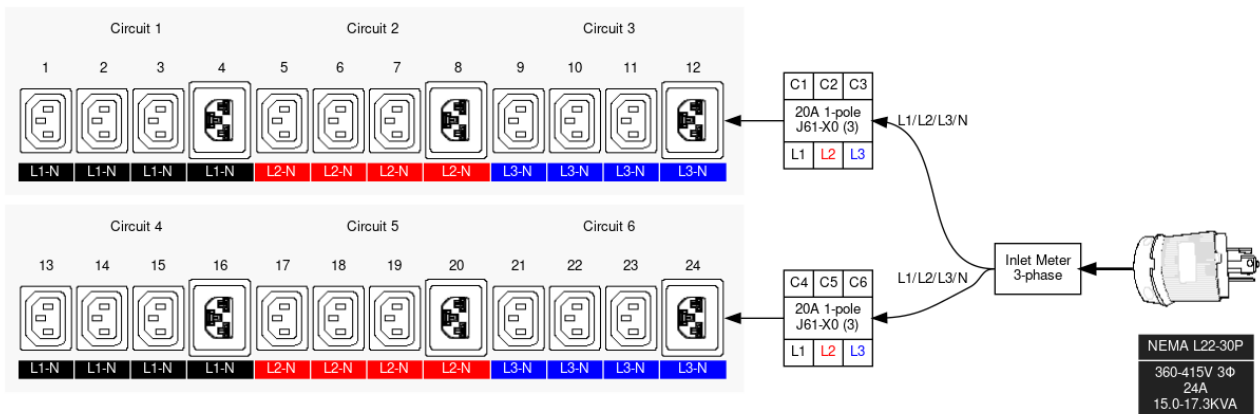 Circuit 1 Circuit 2 Circuit 3
1 2 3 4 5 6 7 8 9 10 11 12
L1-N L1-N L1-N L1-N L2-N L2-N L2-N L2-N L3-N L3-N L3-N L3-N
C1 C2 C3
20A 1-pole
J61-X0 (3)
L1 L2 L3
L1/L2/L3/N
Circuit 4 Circuit 5 Circuit 6
13 14 15 16 17 18 19 20 21 22 23 24
L1-N L1-N L1-N L1-N L2-N L2-N L2-N L2-N L3-N L3-N L3-N L3-N
C4 C5 C6
20A 1-pole
J61-X0 (3)
L1 L2 L3
L1/L2/L3/N
Inlet Meter
3-phase
NEMA L22-30P
360-415V 3Φ
24A
15.0-17.3KVA